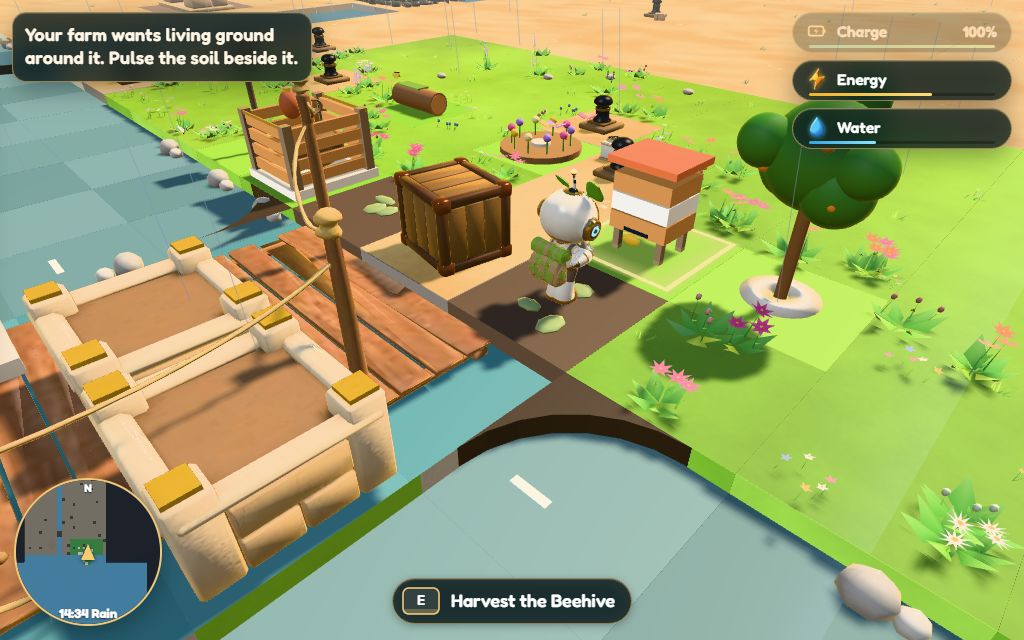 Your farm wants living ground
around it. Pulse the soil beside it.
Charge 100%
Energy
Water
N
14:34 Rain
E Harvest the Beehive